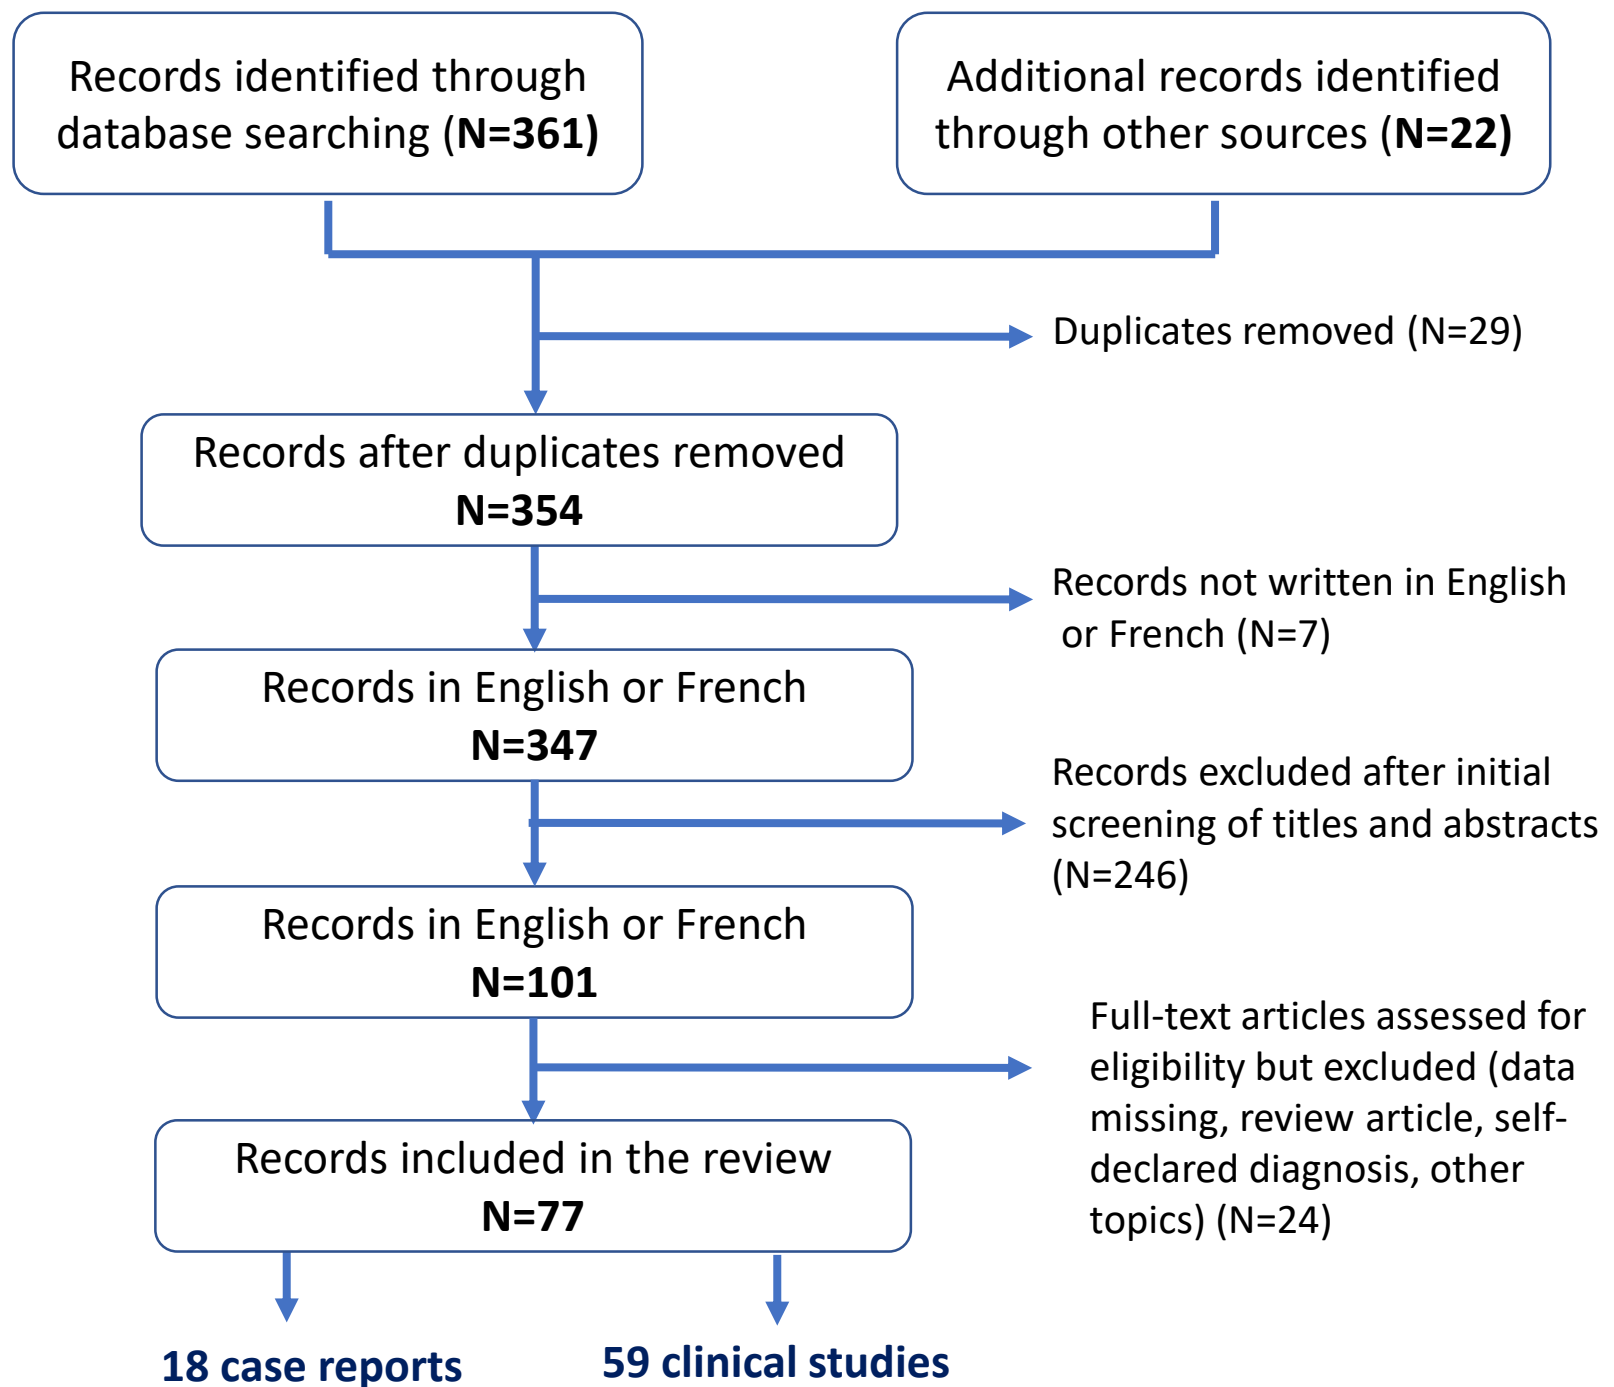 Records identified through
database searching (N=361)
Additional records identified
through other sources (N=22)
Duplicates removed (N=29)
Records after duplicates removed
N=354
Records not written in English
or French (N=7)
Records in English or French
N=347
Records excluded after initial
screening of titles and abstracts
(N=246)
Records in English or French
N=101
Full-text articles assessed for
eligibility but excluded (data
missing, review article, self-
declared diagnosis, other
topics) (N=24)
Records included in the review
N=77
18 case reports
59 clinical studies